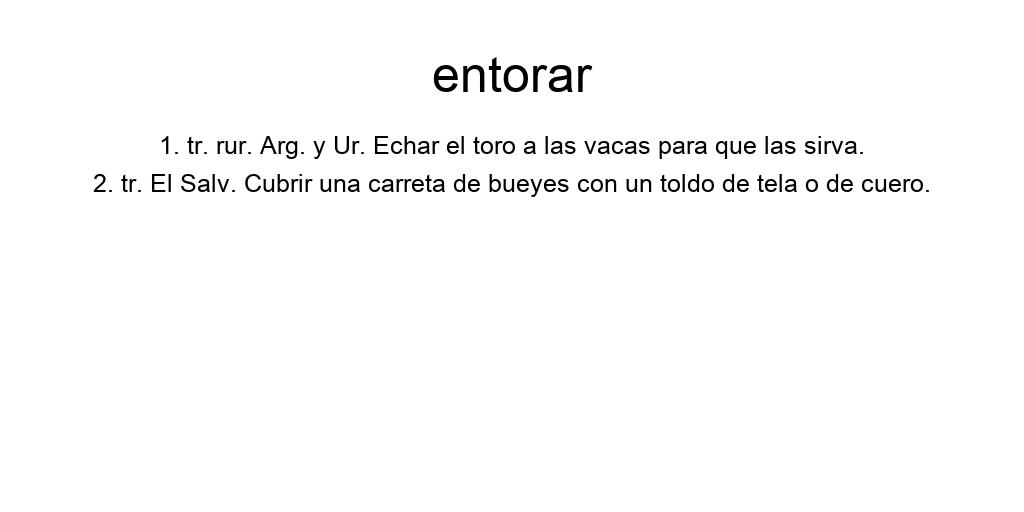 entorar
1. tr. rur. Arg. y Ur. Echar el toro a las vacas para que las sirva.
2. tr. El Salv. Cubrir una carreta de bueyes con un toldo de tela o de cuero.